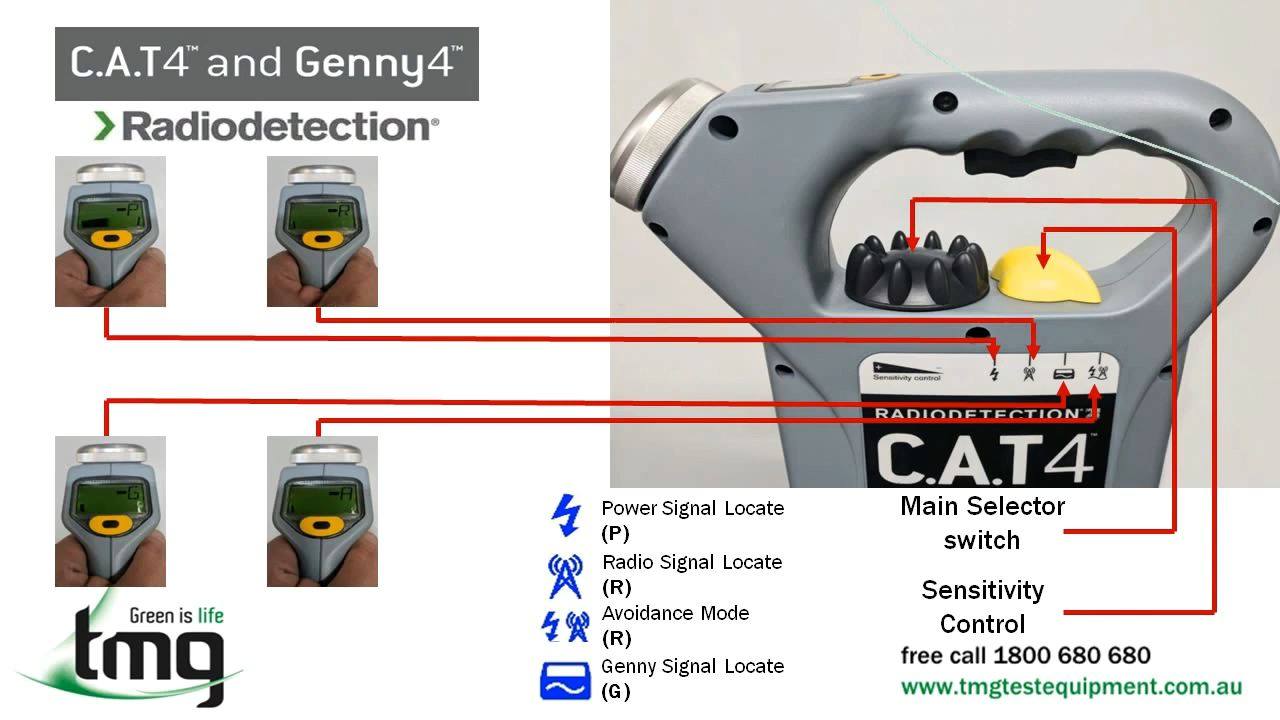 C.A.T4™ and Genny4™
Radiodetection®
-P
-R
Sensitivity control
RADIODETECTION®
C.A.T4™
-G
-A
Power Signal Locate
(P)
Radio Signal Locate
(R)
Avoidance Mode
(R)
Genny Signal Locate
(G)
Main Selector
switch
Sensitivity
Control
Green is life
tmg
free call 1800 680 680
www.tmgtestequipment.com.au